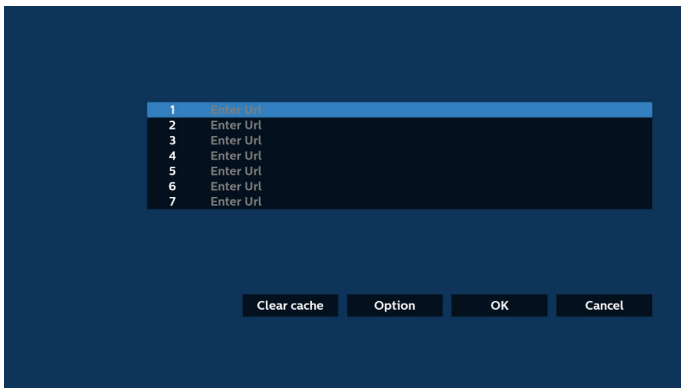 1 Enter Url
2 Enter Url
3 Enter Url
4 Enter Url
5 Enter Url
6 Enter Url
7 Enter Url
Clear cache Option OK Cancel